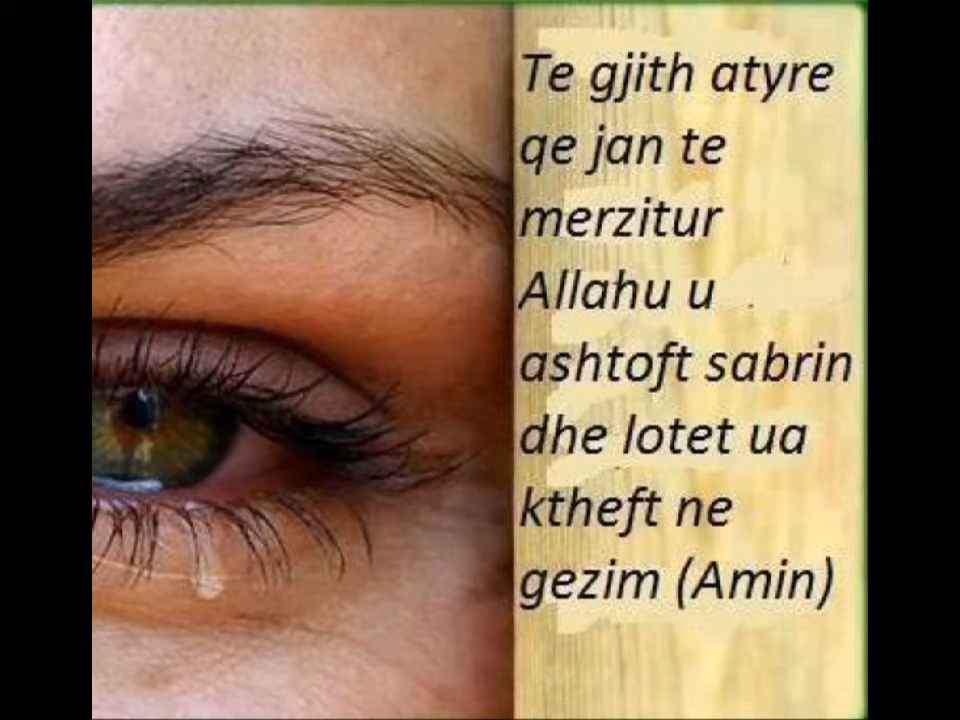 Te gjith atyre
qe jan te
merzitur
Allahu u
ashtoft sabrin
dhe lotet ua
ktheft ne
gezim (Amin)